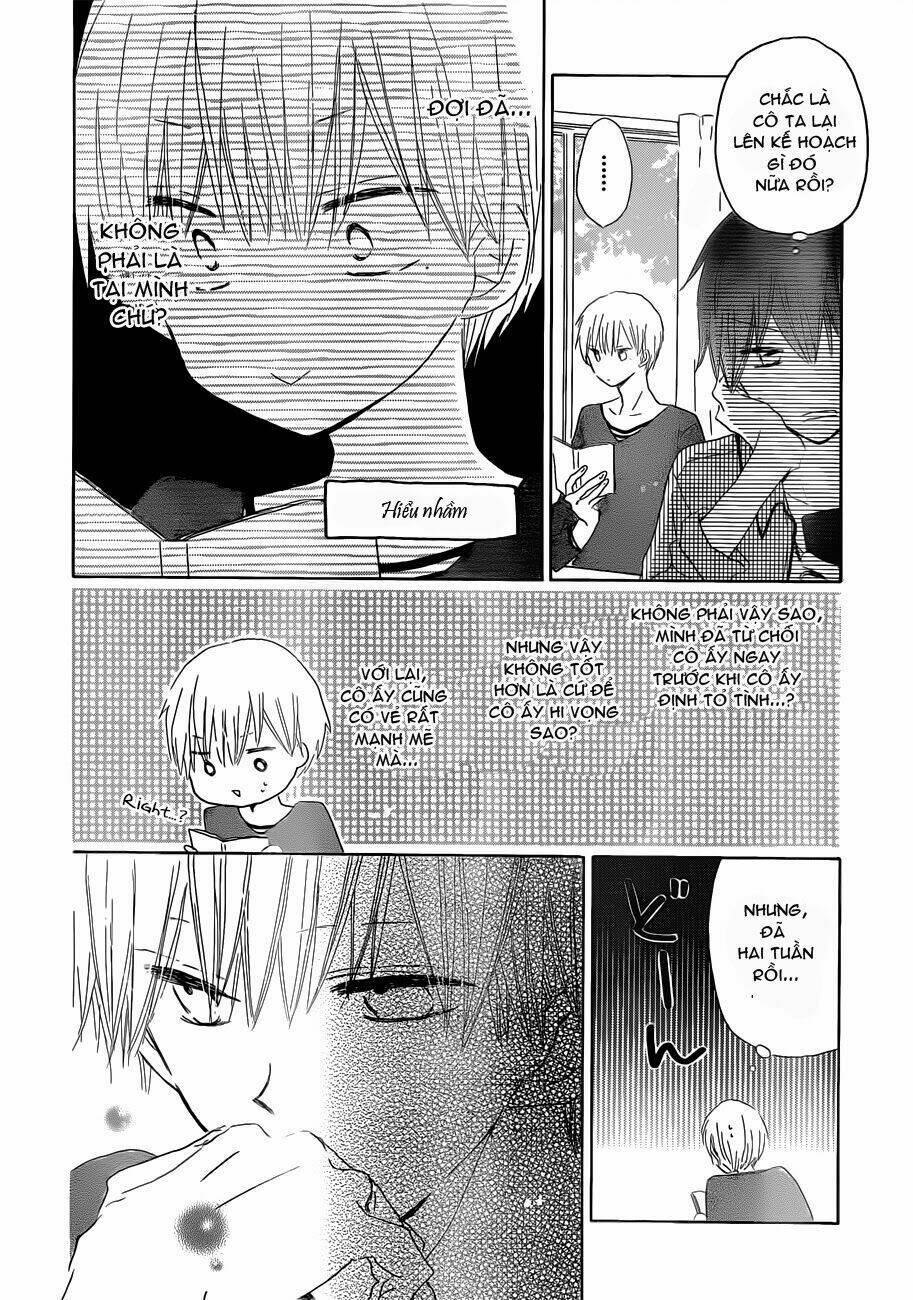 CHẮC LÀ
CÔ TA LẠI
LÊN KẾ HOẠCH
GÌ ĐÓ
NỮA RỒI?
......
ĐỢI ĐÃ...
KHÔNG
PHẢI LÀ
TẠI MÌNH
CHỨ?
Hiểu nhầm
KHÔNG PHẢI VẬY SAO,
MÌNH ĐÃ TỪ CHỐI
CÔ ẤY NGAY
TRƯỚC KHI CÔ ẤY
ĐỊNH TỎ TÌNH...?
NHƯNG VẬY
KHÔNG TỐT
HƠN LÀ CỨ ĐỂ
CÔ ẤY HI VỌNG
SAO?
VỚI LẠI,
CÔ ẤY CŨNG
CÓ VẺ RẤT
MẠNH MẼ
MÀ...
Right...?
NHƯNG,
ĐÃ
HAI TUẦN
RỒI...
どーん